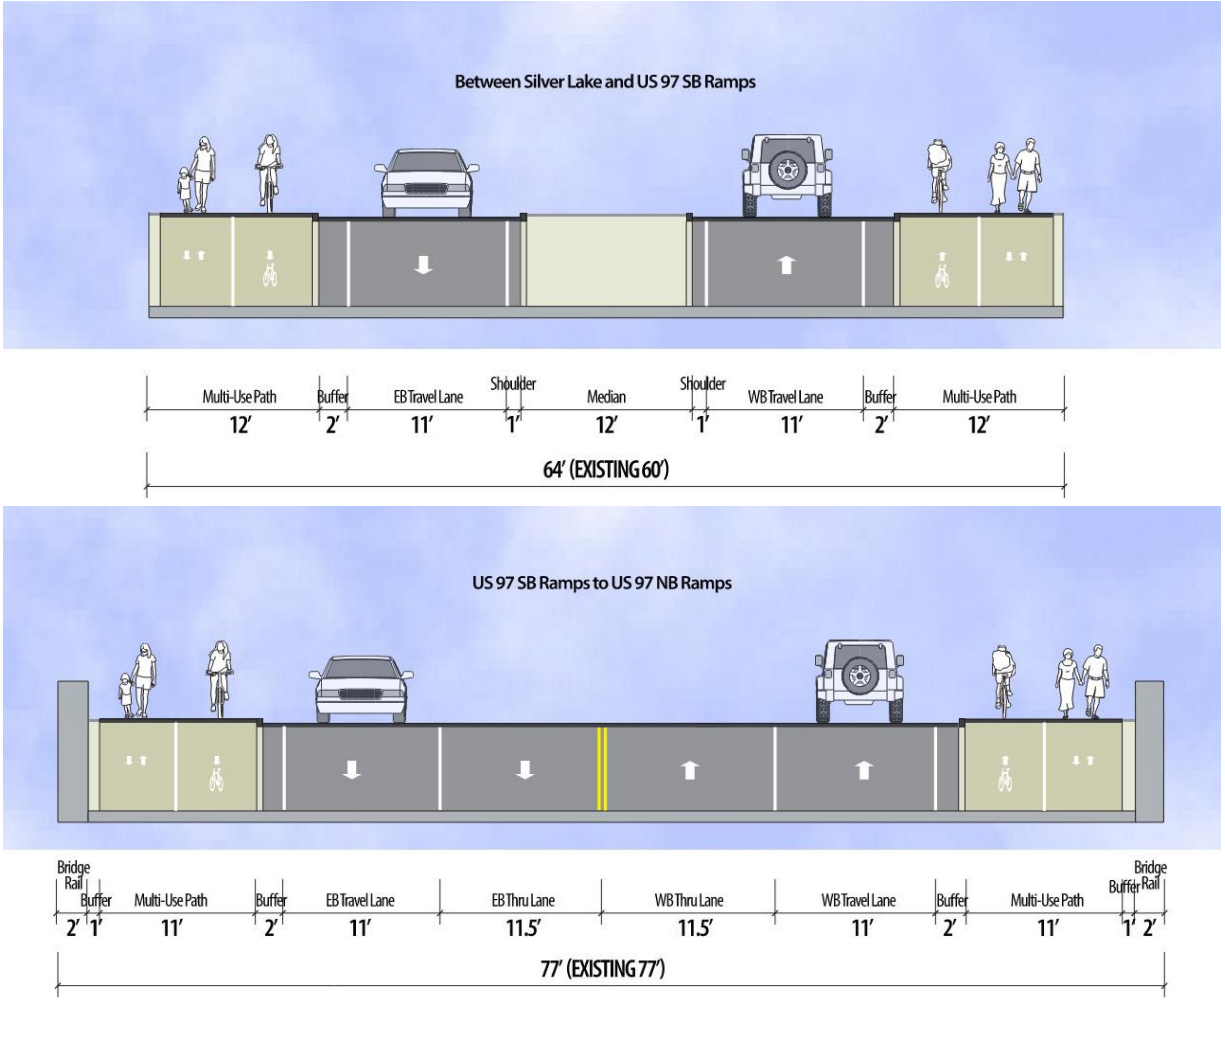 Between Silver Lake and US 97 SB Ramps
Shoulder Shoulder
Multi-Use Path Buffer EB Travel Lane Median WB Travel Lane Buffer Multi-Use Path
12' 2' 11' 1' 12' 1' 11' 2' 12'
64' (EXISTING 60')
US 97 SB Ramps to US 97 NB Ramps
Bridge Rail Bridge Rail
Buffer Multi-Use Path Buffer EB Travel Lane EB Thru Lane WB Thru Lane WB Travel Lane Buffer Multi-Use Path Buffer
2' 1' 11' 2' 11' 11.5' 11.5' 11' 2' 11' 1' 2'
77' (EXISTING 77')